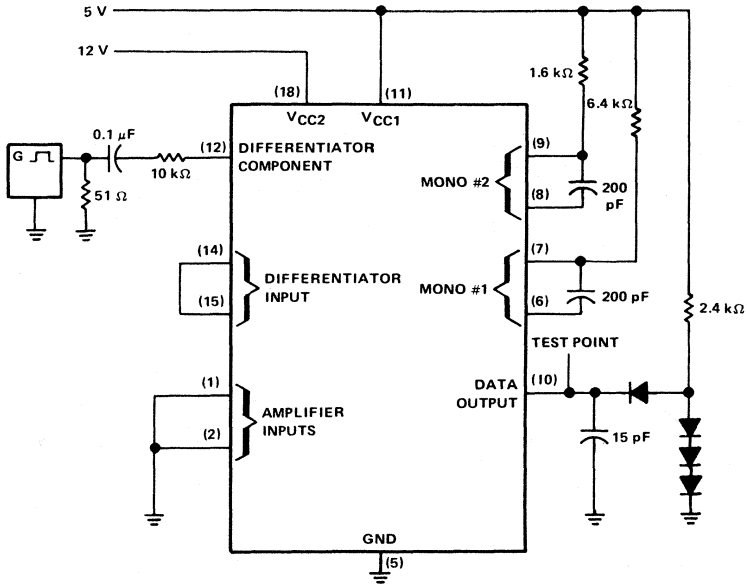 5 V
12 V
1.6 kΩ
6.4 kΩ
(18)
(11)
VCC2
VCC1
0.1 μF
G
(12)
DIFFERENTIATOR
COMPONENT
10 kΩ
51 Ω
(9)
MONO #2
(8)
200
pF
(14)
DIFFERENTIATOR
INPUT
(15)
(7)
MONO #1
(6)
200 pF
2.4 kΩ
TEST POINT
(1)
AMPLIFIER
INPUTS
(2)
DATA
OUTPUT
(10)
15 pF
GND
(5)